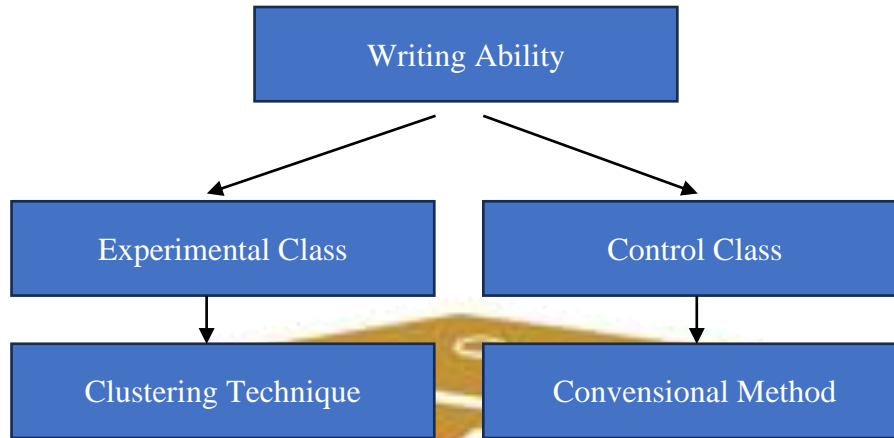 Writing Ability
Experimental Class
Control Class
Clustering Technique
Convensional Method